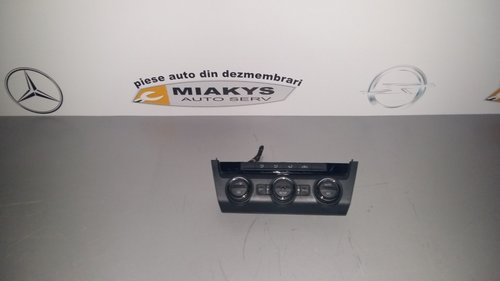 piese auto din dezmembrari
MIAKYS
AUTO SERV